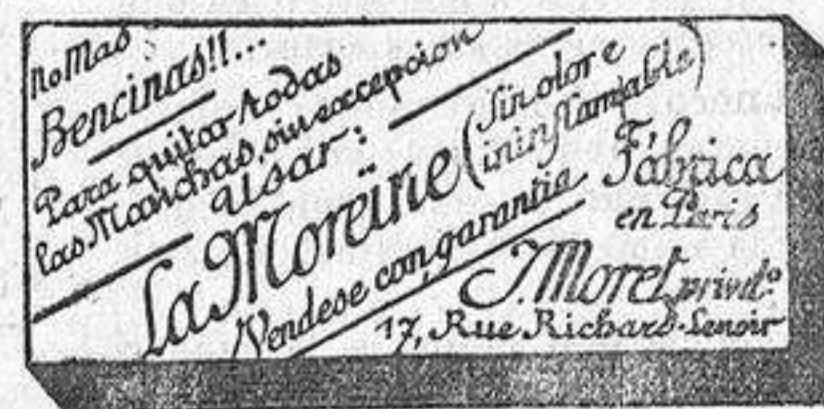 no Mas
Bencinas!!...
Para quitar todas
las Manchas, sin excepcion
Usar:
La Moreïne (Sin olor e
ininflamable)
Vendese con garantia
Fábrica
en Paris
J. Moret, privdo.
17, Rue Richard-Lenoir